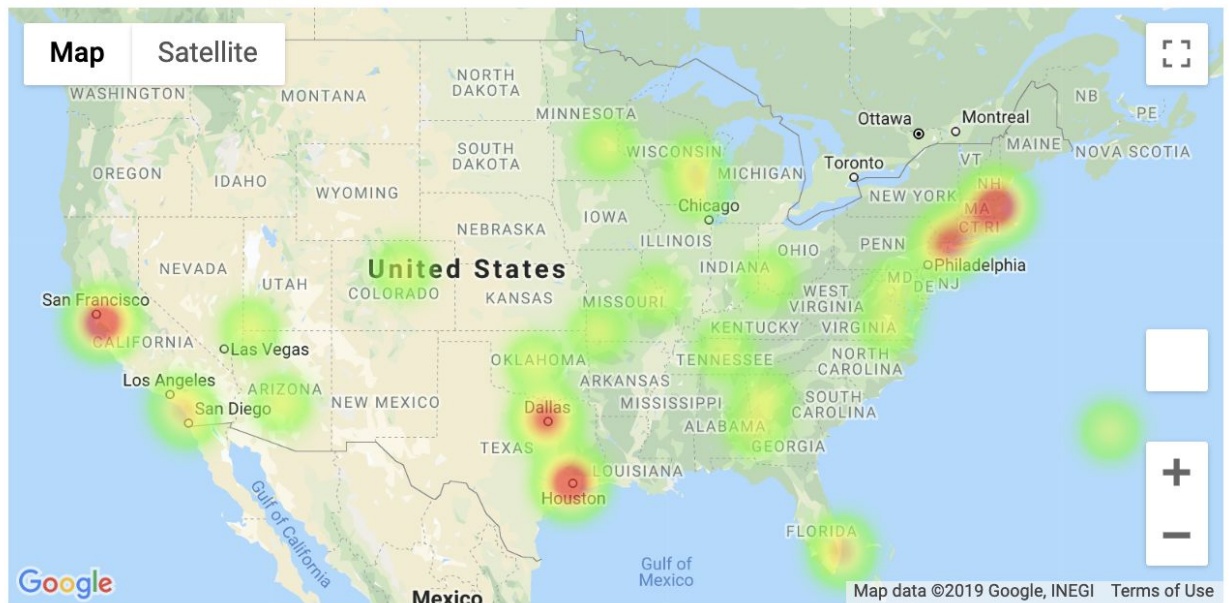 Map
Satellite
WASHINGTON
MONTANA
NORTH
DAKOTA
MINNESOTA
Ottawa
Montreal
NB
PE
MAINE
NOVA SCOTIA
OREGON
IDAHO
SOUTH
DAKOTA
WISCONSIN
MICHIGAN
Toronto
VT
NH
WYOMING
IOWA
Chicago
NEW YORK
MA
CT RI
NEBRASKA
ILLINOIS
INDIANA
OHIO
PENN
Philadelphia
NEVADA
UTAH
United States
COLORADO
KANSAS
MISSOURI
WEST
VIRGINIA
MD
DE
NJ
San Francisco
CALIFORNIA
Las Vegas
KENTUCKY
VIRGINIA
OKLAHOMA
TENNESSEE
NORTH
CAROLINA
Los Angeles
ARIZONA
NEW MEXICO
ARKANSAS
MISSISSIPPI
SOUTH
CAROLINA
San Diego
Dallas
ALABAMA
GEORGIA
TEXAS
LOUISIANA
Houston
Gulf of California
FLORIDA
Gulf of
Mexico
Google
Mexico
Map data ©2019 Google, INEGI
Terms of Use